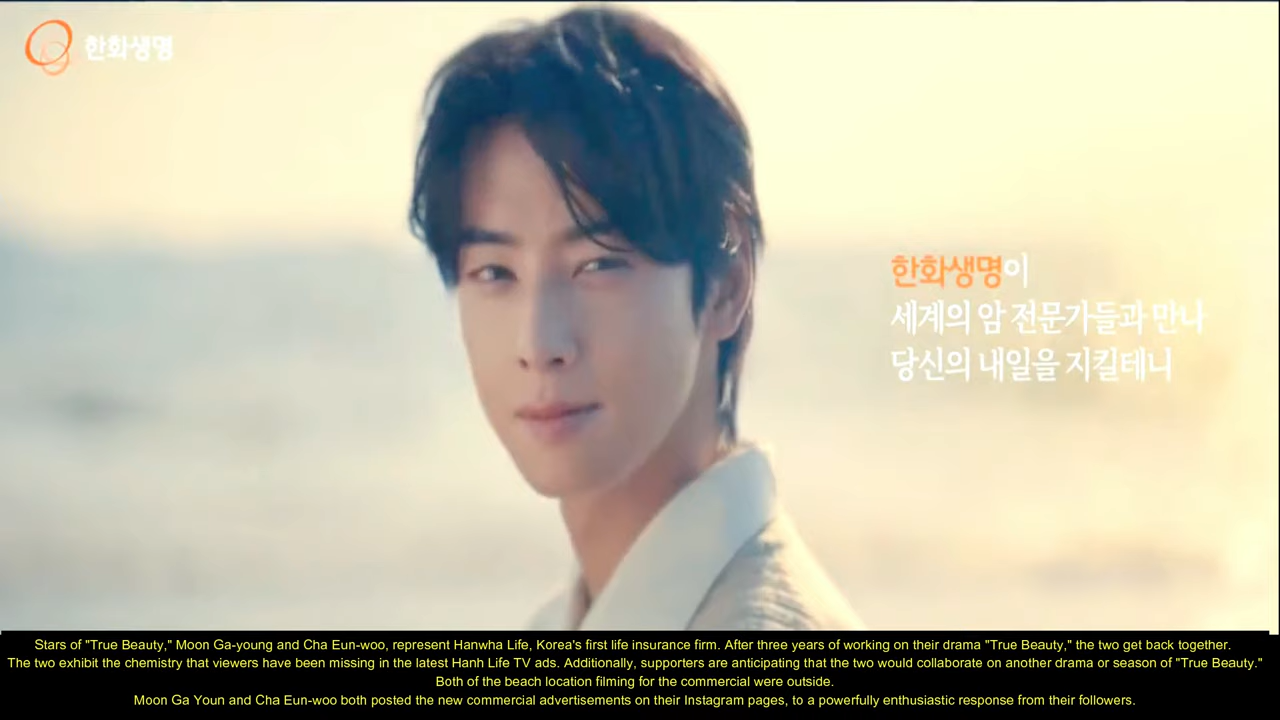 한화생명
한화생명이
세계의 암 전문가들과 만나
당신의 내일을 지킬테니
Stars of "True Beauty," Moon Ga-young and Cha Eun-woo, represent Hanwha Life, Korea's first life insurance firm. After three years of working on their drama "True Beauty," the two get back together.
The two exhibit the chemistry that viewers have been missing in the latest Hanh Life TV ads. Additionally, supporters are anticipating that the two would collaborate on another drama or season of "True Beauty."
Both of the beach location filming for the commercial were outside.
Moon Ga Youn and Cha Eun-woo both posted the new commercial advertisements on their Instagram pages, to a powerfully enthusiastic response from their followers.